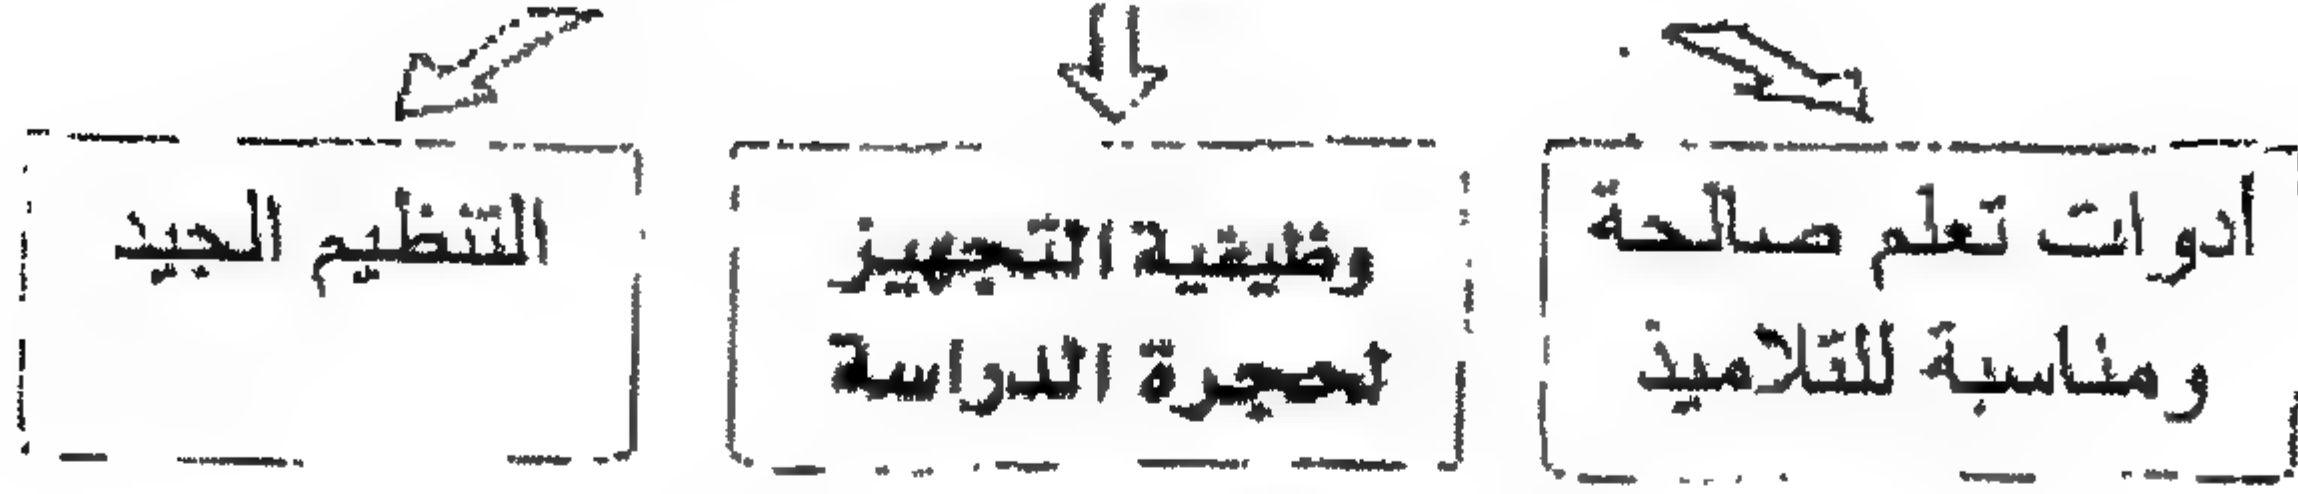 أدوات تعلم صالحة
ومناسبة للتلاميذ
وظيفية التجهيز
لحجرة الدراسة
التنظيم الجيد